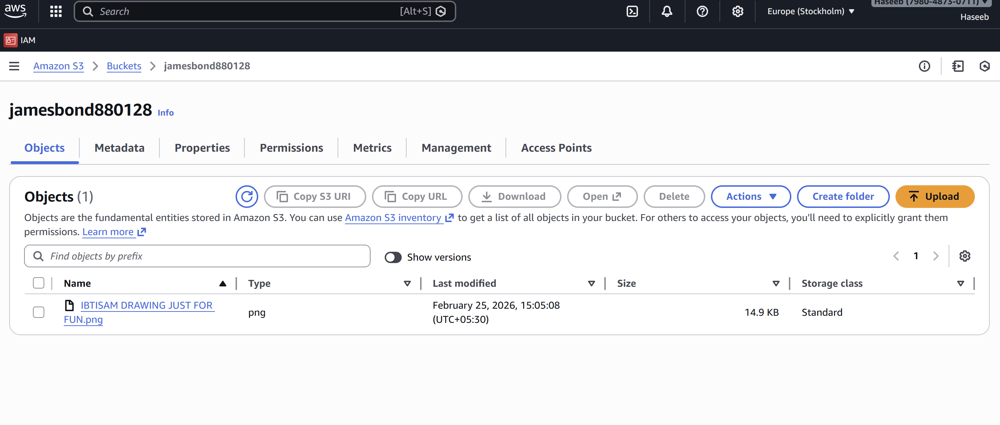 aws
Search [Alt+S]
Europe (Stockholm)
Haseeb (7980-4873-0711)
Haseeb
IAM
Amazon S3 > Buckets > jamesbond880128
jamesbond880128 Info
Objects Metadata Properties Permissions Metrics Management Access Points
Objects (1) Copy S3 URI Copy URL Download Open Delete Actions Create folder Upload
Objects are the fundamental entities stored in Amazon S3. You can use Amazon S3 inventory to get a list of all objects in your bucket. For others to access your objects, you'll need to explicitly grant them
permissions. Learn more
Find objects by prefix Show versions 1
Name Type Last modified Size Storage class
IBTISAM DRAWING JUST FOR
FUN.png
png
February 25, 2026, 15:05:08
(UTC+05:30)
14.9 KB
Standard